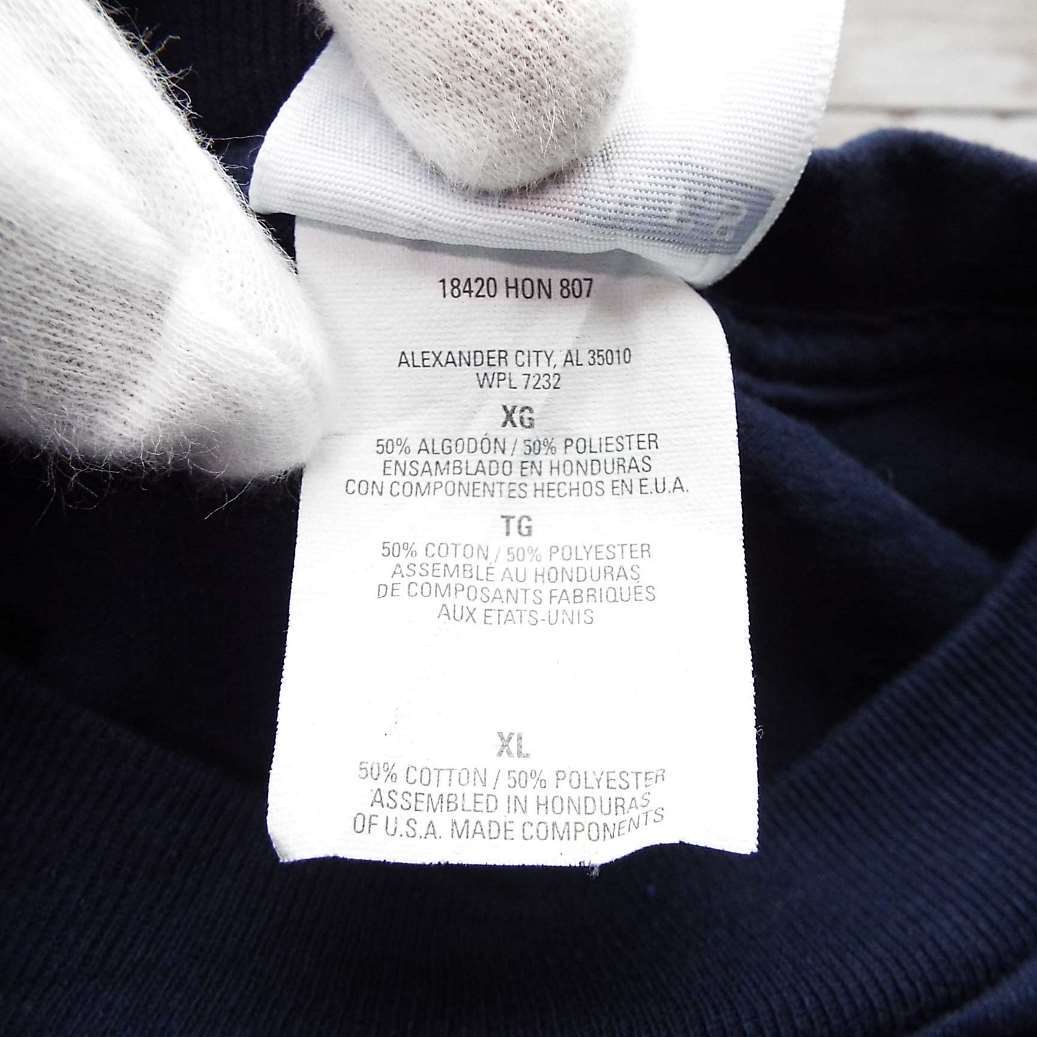 18420 HON 807
ALEXANDER CITY, AL 35010
WPL 7232
XG
50% ALGODÓN / 50% POLIESTER
ENSAMBLADO EN HONDURAS
CON COMPONENTES HECHOS EN E.U.A.
TG
50% COTON / 50% POLYESTER
ASSEMBLÉ AU HONDURAS
DE COMPOSANTS FABRIQUES
AUX ETATS-UNIS
XL
50% COTTON / 50% POLYESTER
ASSEMBLED IN HONDURAS
OF U.S.A. MADE COMPONENTS